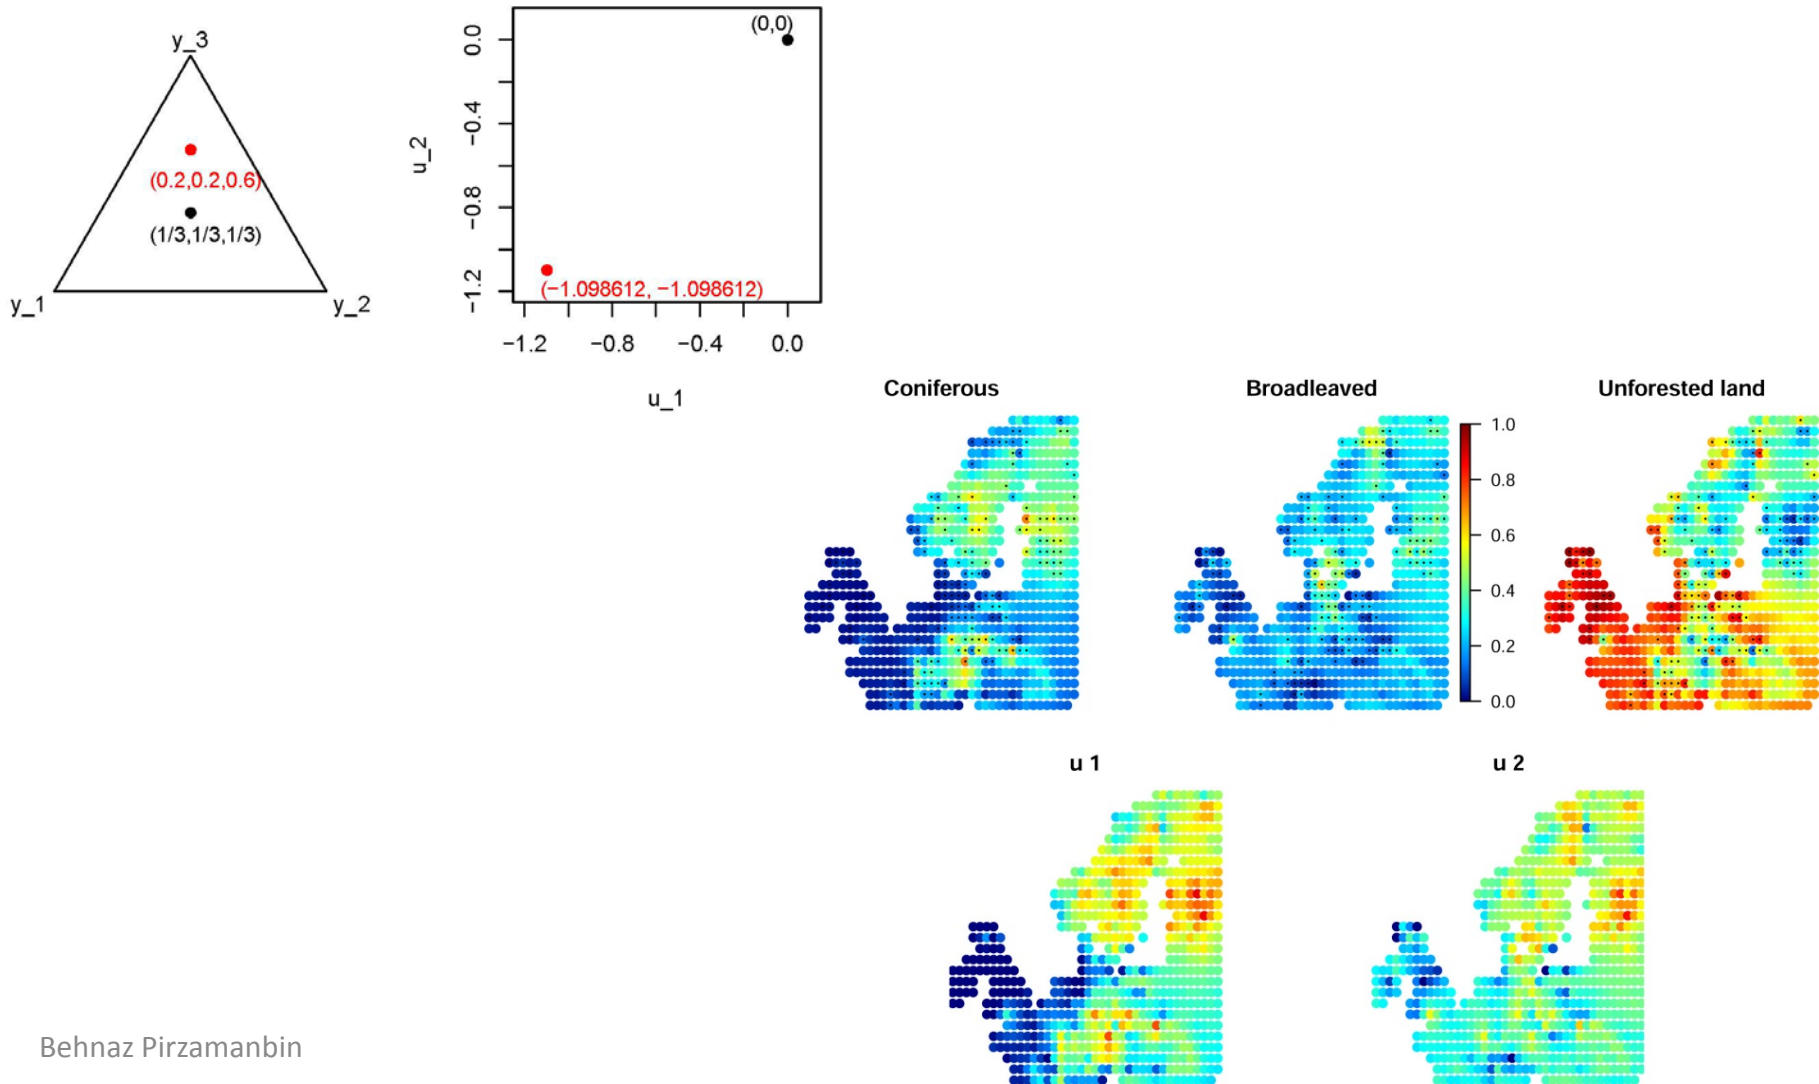 y_3
(0.2,0.2,0.6)
(1/3,1/3,1/3)
y_1
y_2
(0,0)
u_2
0.0
−0.4
−0.8
−1.2
(−1.098612, −1.098612)
−1.2 −0.8 −0.4 0.0
u_1
Coniferous Broadleaved Unforested land
1.0
0.8
0.6
0.4
0.2
0.0
u 1 u 2
Behnaz Pirzamanbin